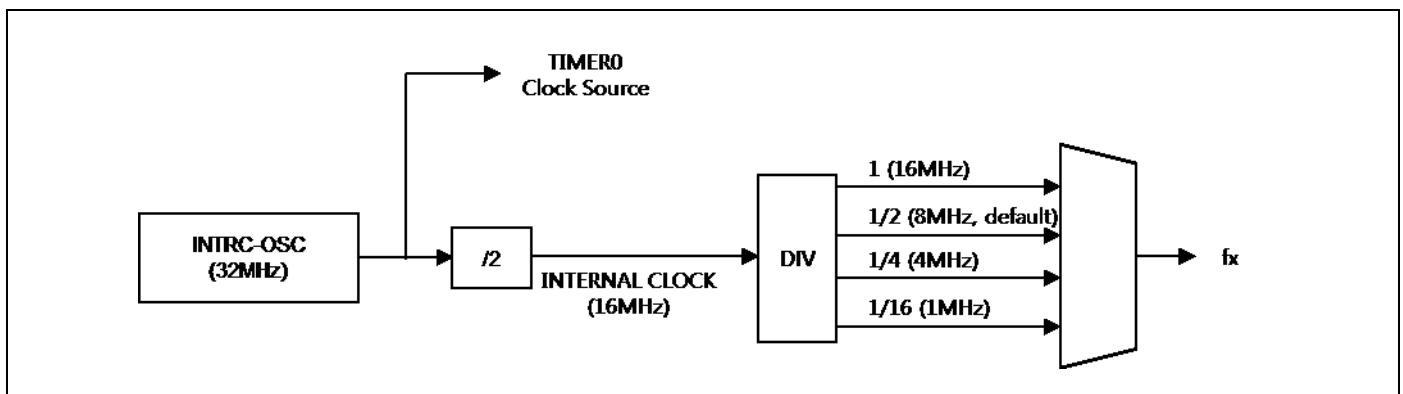 TIMER0
Clock Source
1 (16MHz)
1/2 (8MHz, default)
INTRC-OSC
(32MHz)
/2
INTERNAL CLOCK
(16MHz)
DIV
1/4 (4MHz)
1/16 (1MHz)
fx